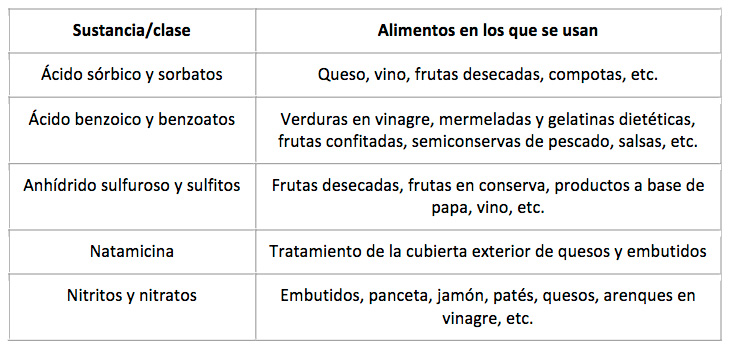 Sustancia/clase
Alimentos en los que se usan
Ácido sórbico y sorbatos
Queso, vino, frutas desecadas, compotas, etc.
Ácido benzoico y benzoatos
Verduras en vinagre, mermeladas y gelatinas dietéticas,
frutas confitadas, semiconservas de pescado, salsas, etc.
Anhídrido sulfuroso y sulfitos
Frutas desecadas, frutas en conserva, productos a base de
papa, vino, etc.
Natamicina
Tratamiento de la cubierta exterior de quesos y embutidos
Nitritos y nitratos
Embutidos, panceta, jamón, patés, quesos, arenques en
vinagre, etc.